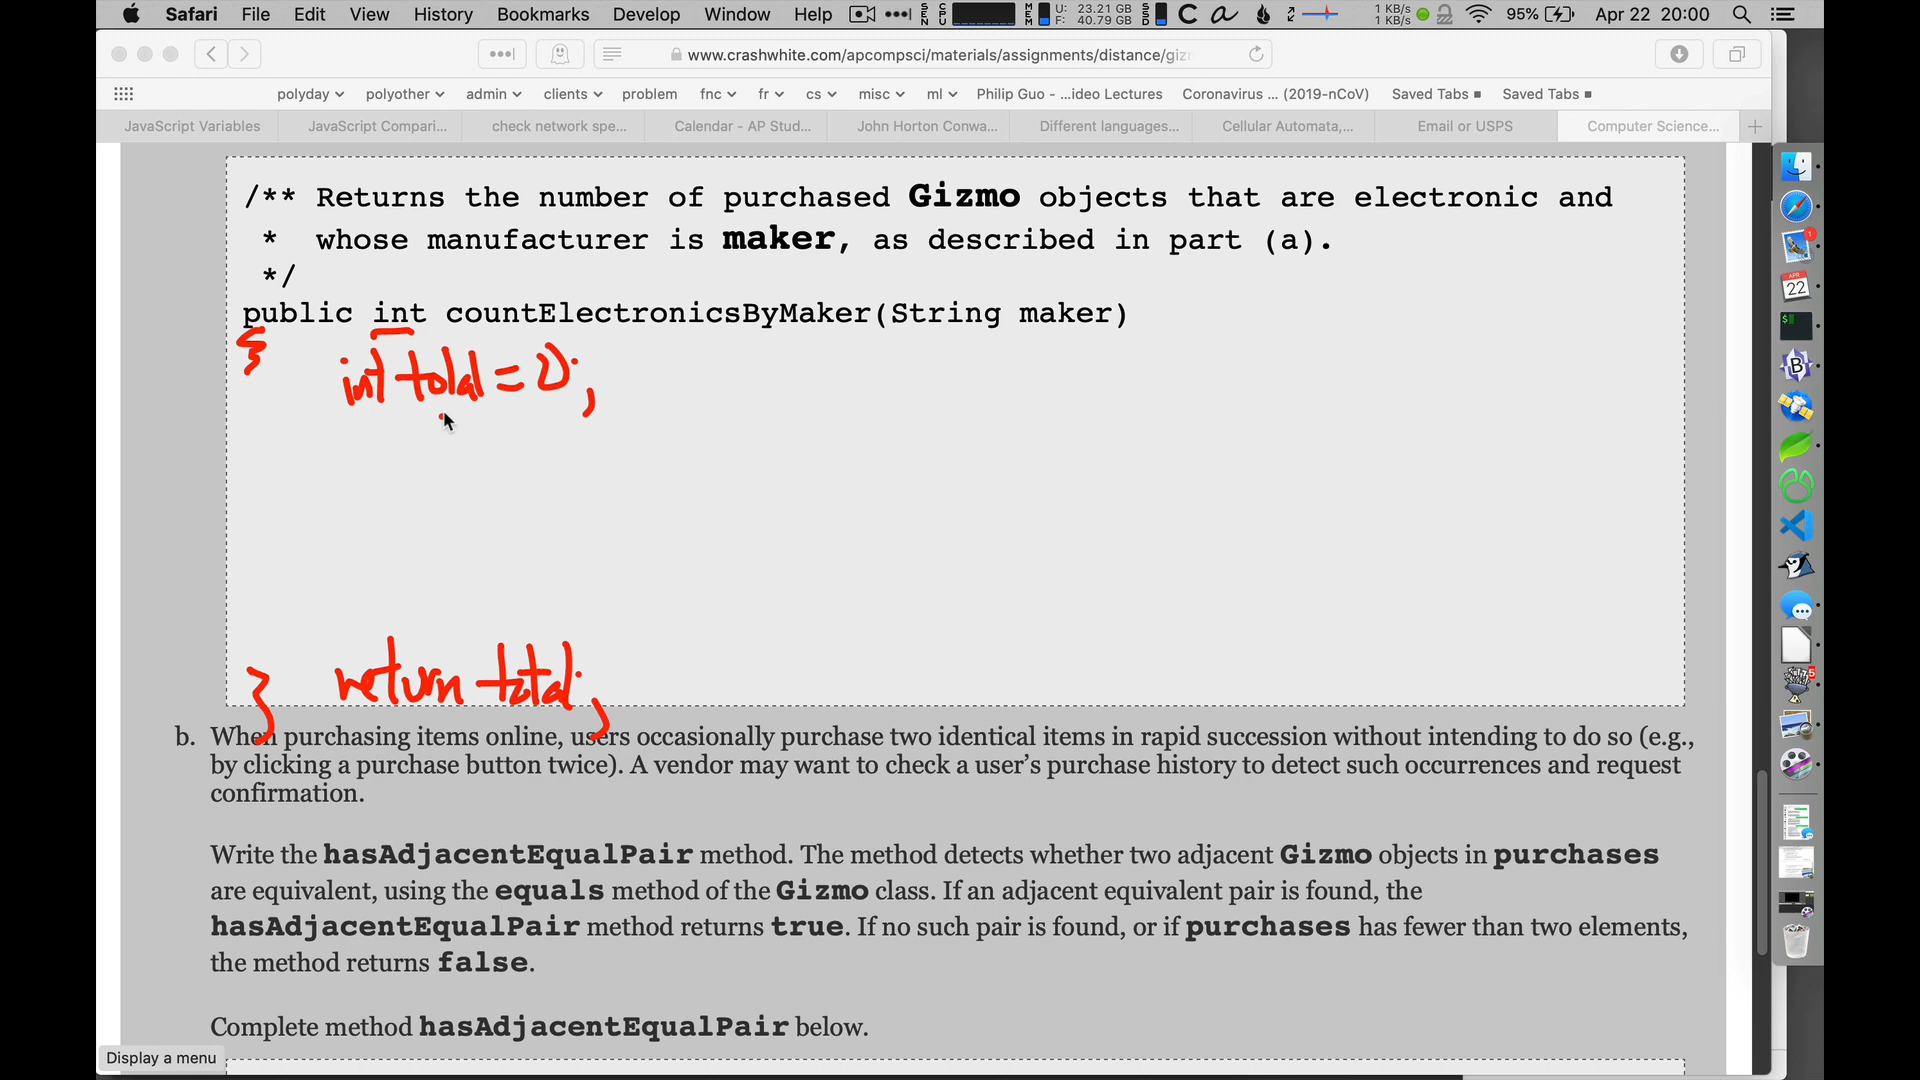 Safari File Edit View History Bookmarks Develop Window Help U: 23.21 GB F: 40.79 GB 1 KB/s 1 KB/s 95% Apr 22 20:00
www.crashwhite.com/apcompsci/materials/assignments/distance/giz
polyday polyother admin clients problem fnc fr cs misc ml Philip Guo - ...ideo Lectures Coronavirus ... (2019-nCoV) Saved Tabs Saved Tabs
JavaScript Variables JavaScript Compari... check network spe... Calendar - AP Stud... John Horton Conwa... Different languages... Cellular Automata,... Email or USPS Computer Science...
/** Returns the number of purchased Gizmo objects that are electronic and
* whose manufacturer is maker, as described in part (a).
*/
public int countElectronicsByMaker(String maker)
{
int total = 0;
} return total;
b. When purchasing items online, users occasionally purchase two identical items in rapid succession without intending to do so (e.g.,
by clicking a purchase button twice). A vendor may want to check a user's purchase history to detect such occurrences and request
confirmation.
Write the hasAdjacentEqualPair method. The method detects whether two adjacent Gizmo objects in purchases
are equivalent, using the equals method of the Gizmo class. If an adjacent equivalent pair is found, the
hasAdjacentEqualPair method returns true. If no such pair is found, or if purchases has fewer than two elements,
the method returns false.
Complete method hasAdjacentEqualPair below.
Display a menu